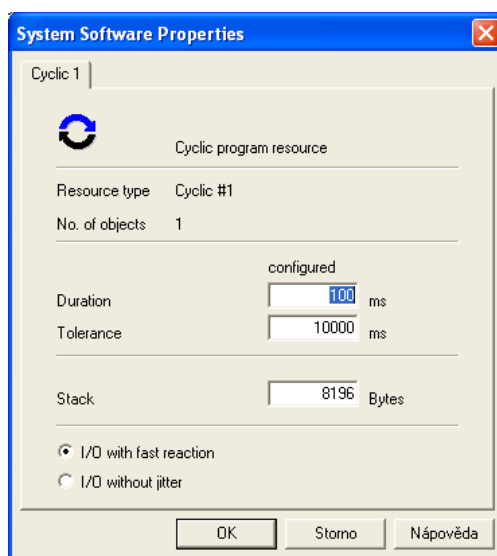 System Software Properties
Cyclic 1
Cyclic program resource
Resource type Cyclic #1
No. of objects 1
configured
Duration 100 ms
Tolerance 10000 ms
Stack 8196 Bytes
I/O with fast reaction
I/O without jitter
OK Storno Nápověda